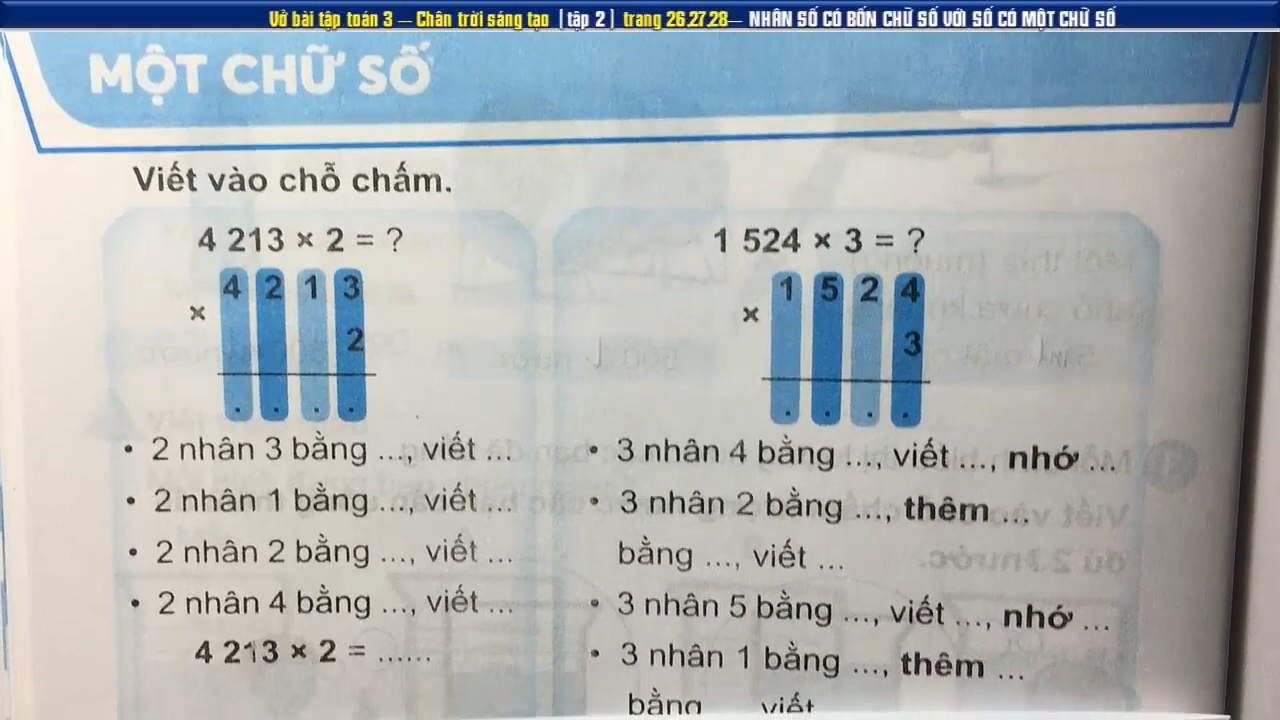 Vở bài tập toán 3 – Chân trời sáng tạo (tập 2) trang 26,27,28– NHÂN SỐ CÓ BỐN CHỮ SỐ VỚI SỐ CÓ MỘT CHỮ SỐ
MỘT CHỮ SỐ
Viết vào chỗ chấm.
4 213 × 2 = ?
4 2 1 3
×
2
. . . .
• 2 nhân 3 bằng ..., viết ...
• 2 nhân 1 bằng ..., viết ...
• 2 nhân 2 bằng ..., viết ...
• 2 nhân 4 bằng ..., viết ...
4 213 × 2 = ......
1 524 × 3 = ?
1 5 2 4
×
3
. . . .
• 3 nhân 4 bằng ..., viết ..., nhớ ...
• 3 nhân 2 bằng ..., thêm ...
bằng ..., viết ...
• 3 nhân 5 bằng ..., viết ..., nhớ ...
• 3 nhân 1 bằng ..., thêm ...
bằng viết